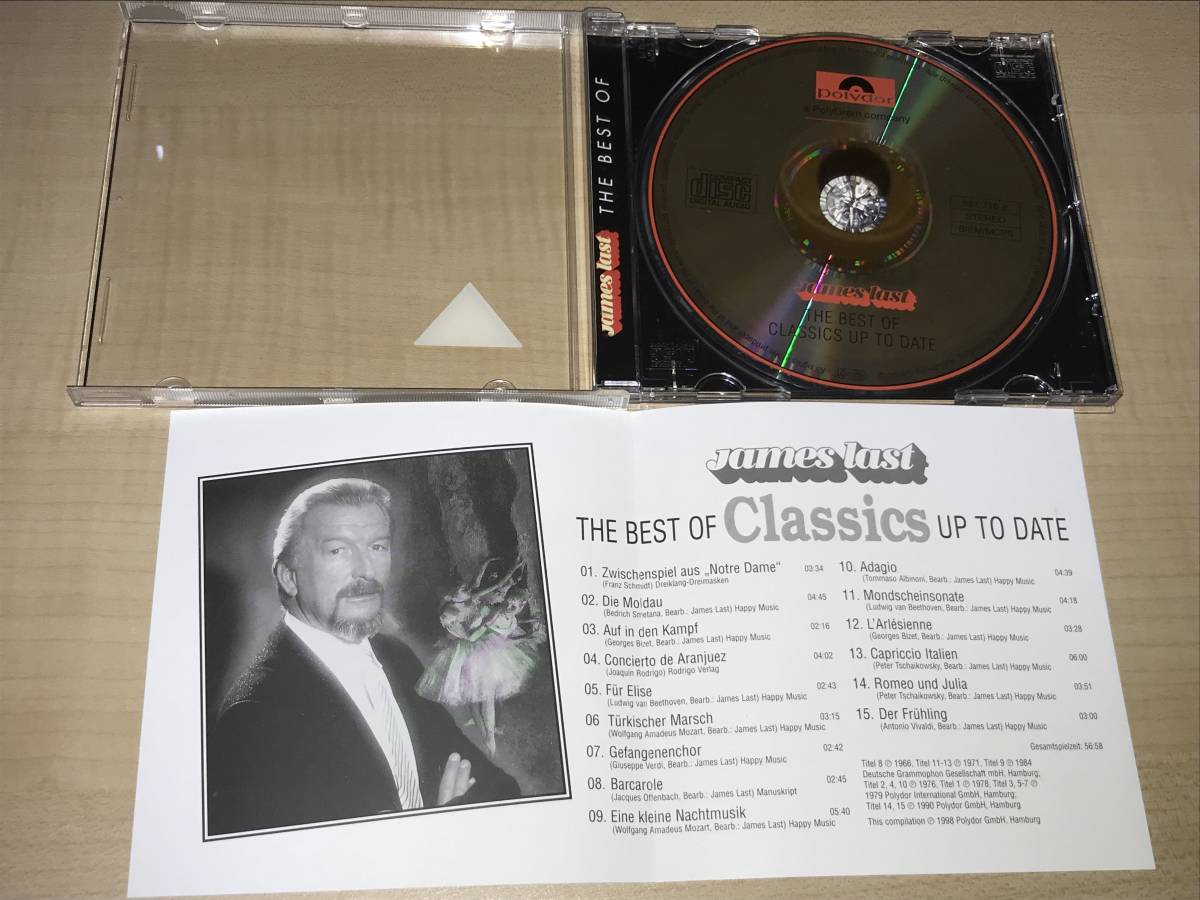 james last THE BEST OF
polydor
a PolyGram company
COMPACT
disc
DIGITAL AUDIO
STEREO
BIEM/MCPS
james last
THE BEST OF
CLASSICS UP TO DATE
james last
THE BEST OF Classics UP TO DATE
01. Zwischenspiel aus „Notre Dame“ 03:34
(Franz Schmidt) Dreiklang-Dreimasken
02. Die Moldau 04:45
(Bedrich Smetana, Bearb.: James Last) Happy Music
03. Auf in den Kampf 02:16
(Georges Bizet, Bearb.: James Last) Happy Music
04. Concierto de Aranjuez 04:02
(Joaquin Rodrigo) Rodrigo Verlag
05. Für Elise 02:43
(Ludwig van Beethoven, Bearb.: James Last) Happy Music
06 Türkischer Marsch 03:15
(Wolfgang Amadeus Mozart, Bearb.: James Last) Happy Music
07. Gefangenenchor 02:42
(Giuseppe Verdi, Bearb.: James Last) Happy Music
08. Barcarole 02:45
(Jacques Offenbach, Bearb.: James Last) Manuskript
09. Eine kleine Nachtmusik 05:40
(Wolfgang Amadeus Mozart, Bearb.: James Last) Happy Music
10. Adagio 04:39
(Tommaso Albinoni, Bearb.: James Last) Happy Music
11. Mondscheinsonate 04:18
(Ludwig van Beethoven, Bearb.: James Last) Happy Music
12. L'Arlésienne 03:28
(Georges Bizet, Bearb.: James Last) Happy Music
13. Capriccio Italien 06:00
(Peter Tschaikowsky, Bearb.: James Last) Happy Music
14. Romeo und Julia 03:51
(Peter Tschaikowsky, Bearb.: James Last) Happy Music
15. Der Frühling 03:00
(Antonio Vivaldi, Bearb.: James Last) Happy Music
Gesamtspielzeit: 56:58
Titel 8 ℗ 1966, Titel 11-13 ℗ 1971, Titel 9 ℗ 1984
Deutsche Grammophon Gesellschaft mbH, Hamburg;
Titel 2, 4, 10 ℗ 1976, Titel 1 ℗ 1978, Titel 3, 5-7 ℗
1979 Polydor International GmbH, Hamburg;
Titel 14, 15 ℗ 1990 Polydor GmbH, Hamburg
This compilation ℗ 1998 Polydor GmbH, Hamburg